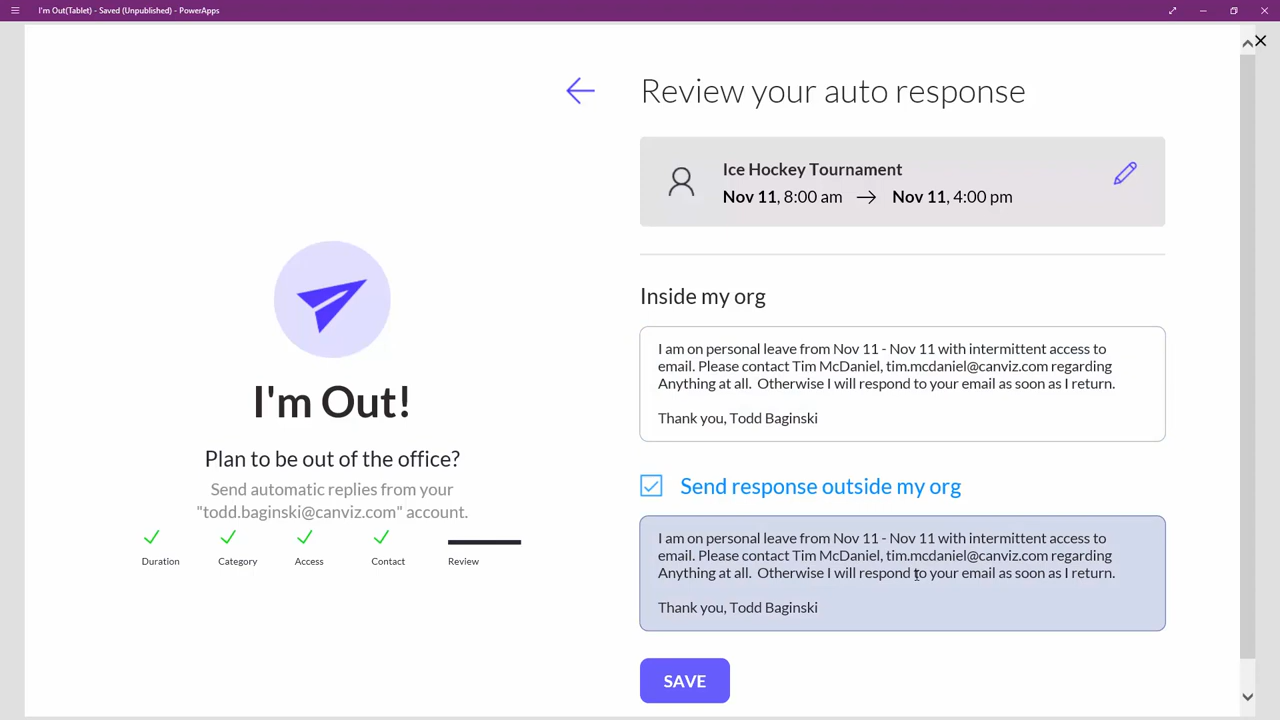 I'm Out(Tablet) - Saved (Unpublished) - PowerApps
Review your auto response
Ice Hockey Tournament
Nov 11, 8:00 am → Nov 11, 4:00 pm
Inside my org
I am on personal leave from Nov 11 - Nov 11 with intermittent access to
email. Please contact Tim McDaniel, tim.mcdaniel@canviz.com regarding
Anything at all.  Otherwise I will respond to your email as soon as I return.
Thank you, Todd Baginski
Send response outside my org
I am on personal leave from Nov 11 - Nov 11 with intermittent access to
email. Please contact Tim McDaniel, tim.mcdaniel@canviz.com regarding
Anything at all.  Otherwise I will respond to your email as soon as I return.
Thank you, Todd Baginski
SAVE
I'm Out!
Plan to be out of the office?
Send automatic replies from your
"todd.baginski@canviz.com" account.
Duration Category Access Contact Review